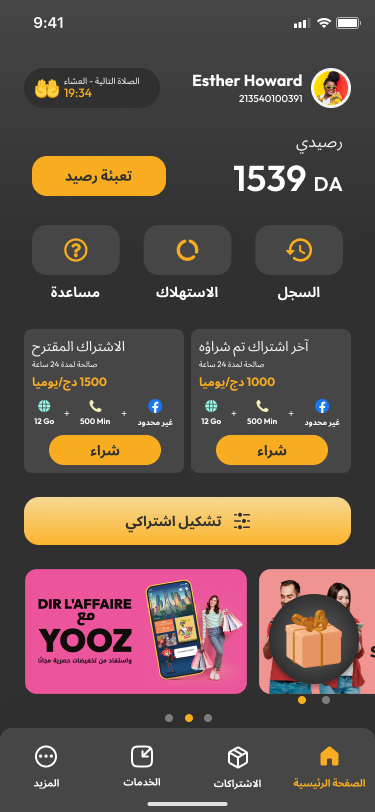 9:41
Esther Howard
213540100391
الصلاة التالية - العشاء
19:34
رصيدي
1539 DA
تعبئة رصيد
السجل
الاستهلاك
مساعدة
آخر اشتراك تم شراؤه
صالحة لمدة 24 ساعة
1000 دج/يوميا
غير محدود + 500 Min + 12 Go
شراء
الاشتراك المقترح
صالحة لمدة 24 ساعة
1500 دج/يوميا
غير محدود + 500 Min + 12 Go
شراء
تشكيل اشتراكي
DIR L'AFFAIRE
مع
YOOZ
واستفاد من تخفيضات حصرية مجانًا
الصفحة الرئيسية
الاشتراكات
الخدمات
المزيد